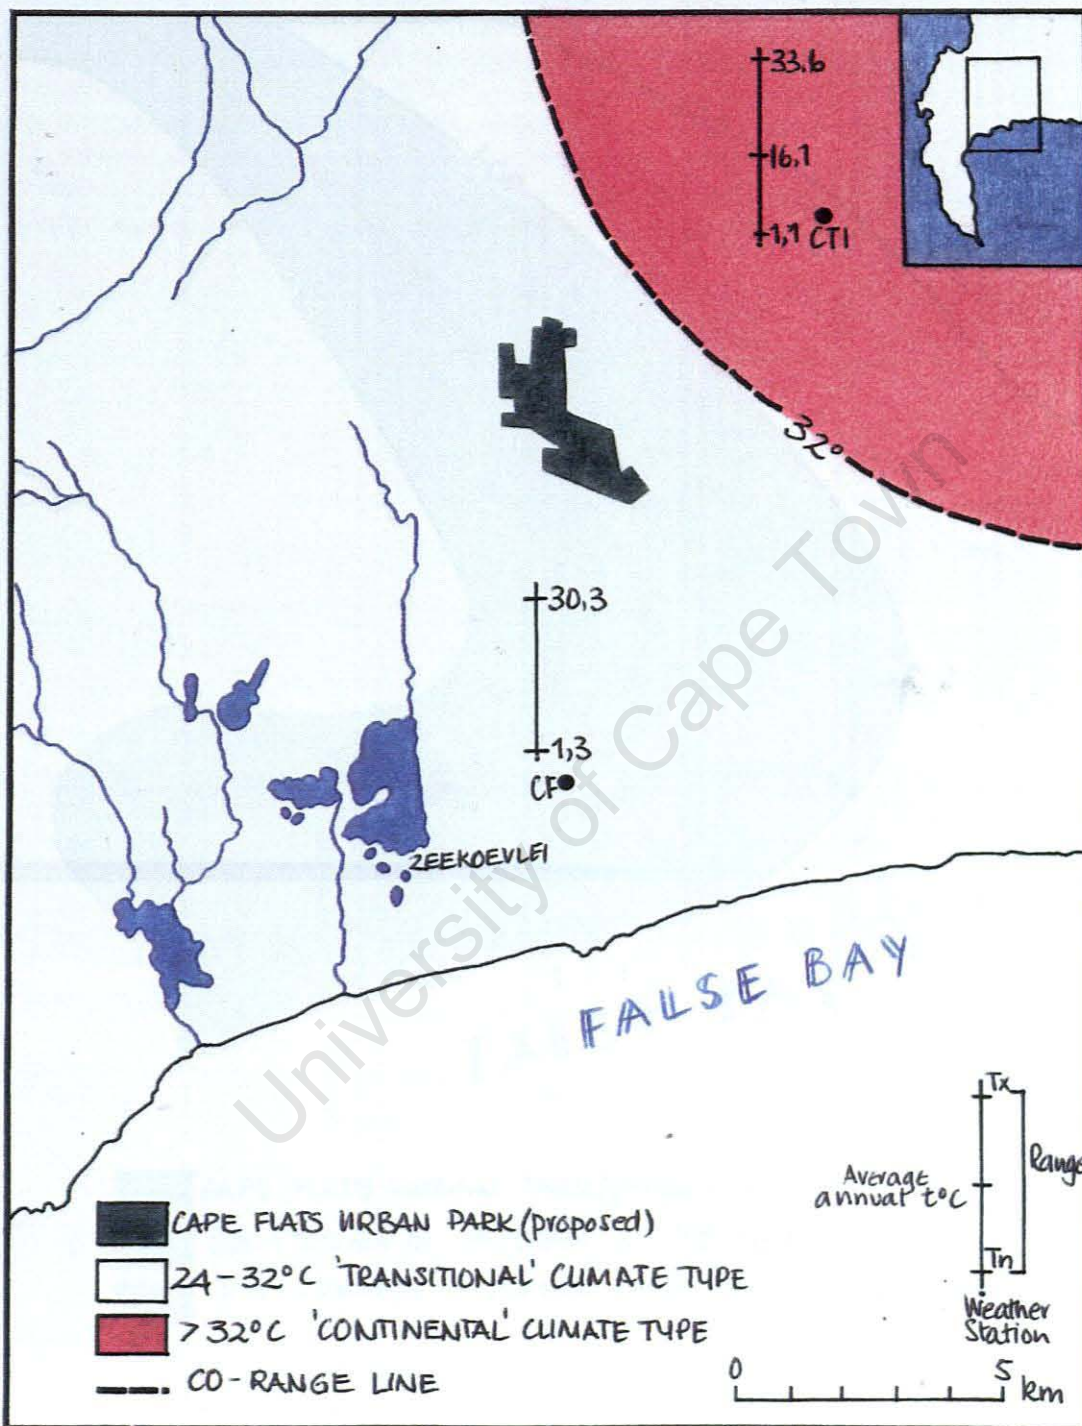 33.6
16,1
1,1 CTI
32°
30,3
1,3
CF
ZEEKOEVLEI
FALSE BAY
University of Cape Town
Tx
Range
Average
annual t°C
Tn
Weather
Station
CAPE FLATS URBAN PARK (proposed)
24-32°C 'TRANSITIONAL' CLIMATE TYPE
>32°C 'CONTINENTAL' CLIMATE TYPE
CO-RANGE LINE
0 5
km